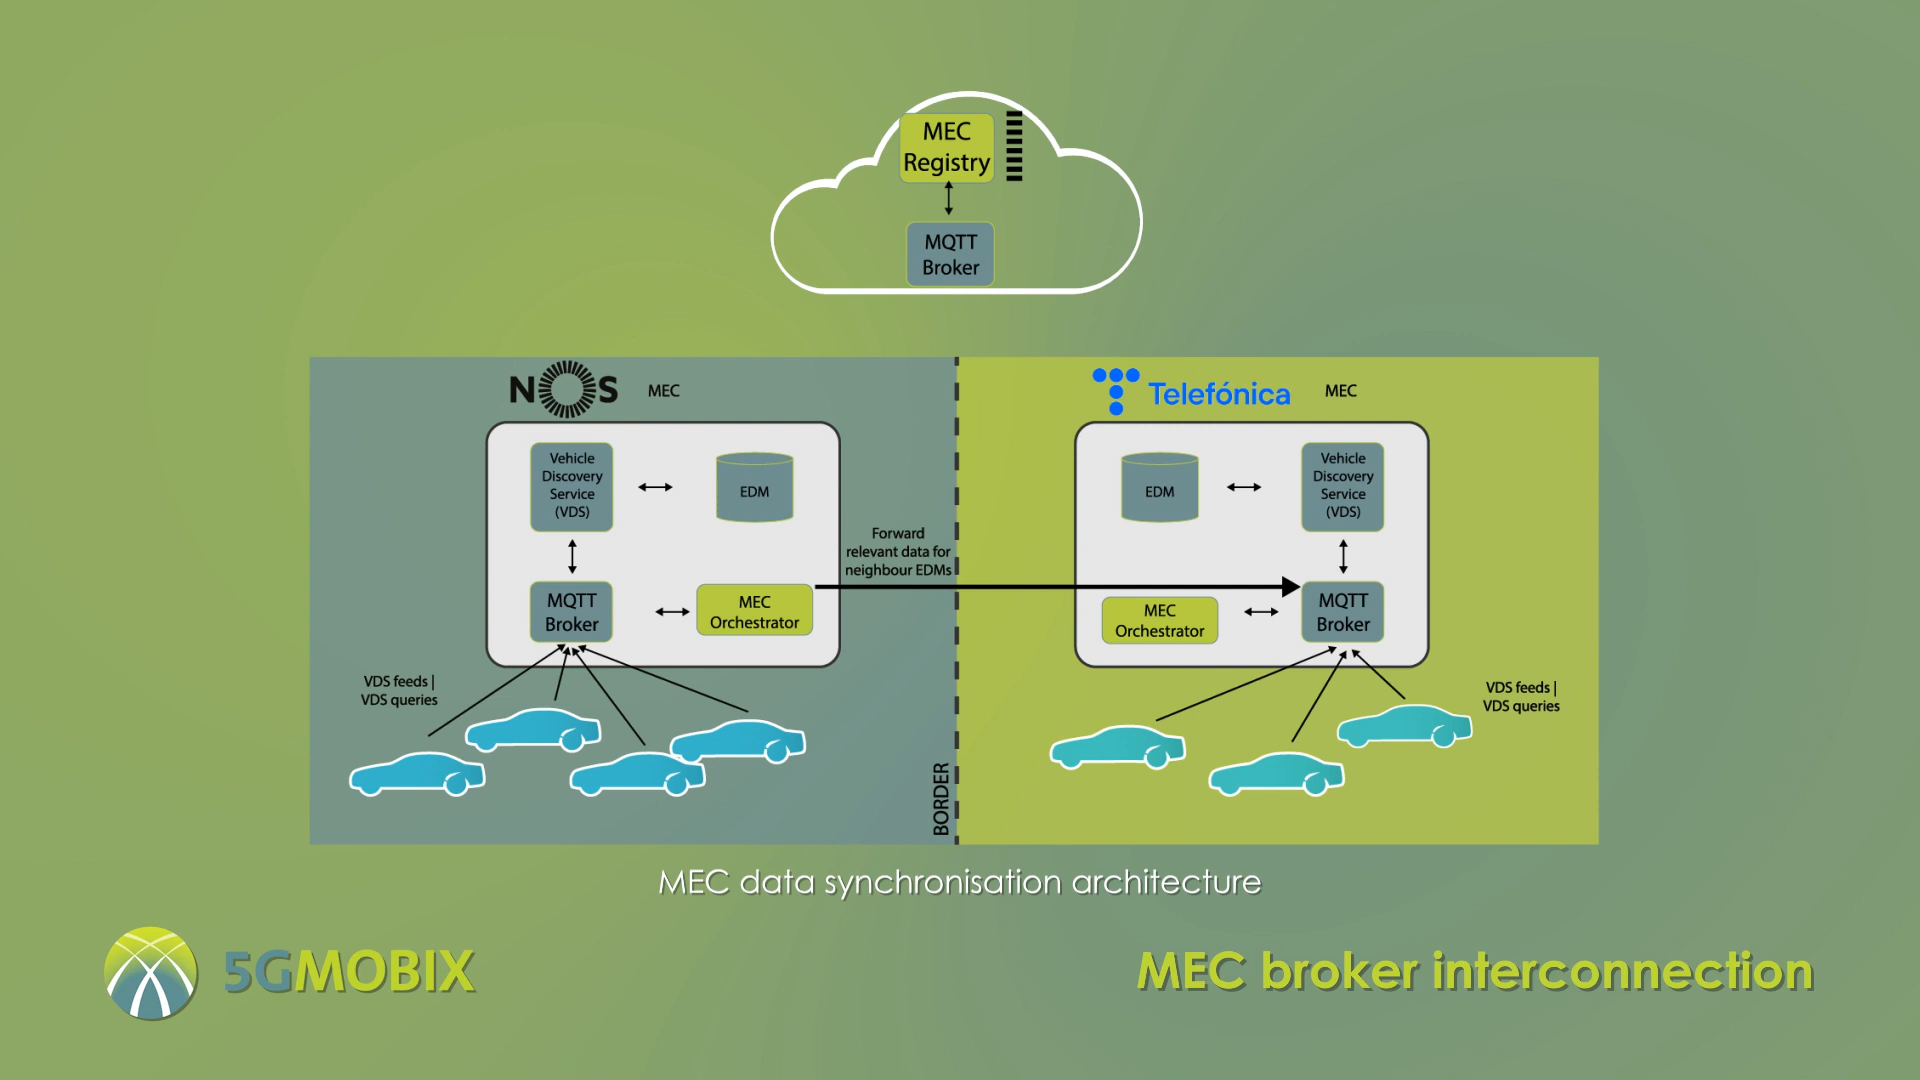 MEC
Registry
MQTT
Broker
NOS MEC
Vehicle
Discovery
Service
(VDS)
EDM
MQTT
Broker
MEC
Orchestrator
Forward
relevant data for
neighbour EDMs
VDS feeds |
VDS queries
BORDER
Telefónica MEC
EDM
Vehicle
Discovery
Service
(VDS)
MEC
Orchestrator
MQTT
Broker
VDS feeds |
VDS queries
MEC data synchronisation architecture
5GMOBIX
MEC broker interconnection